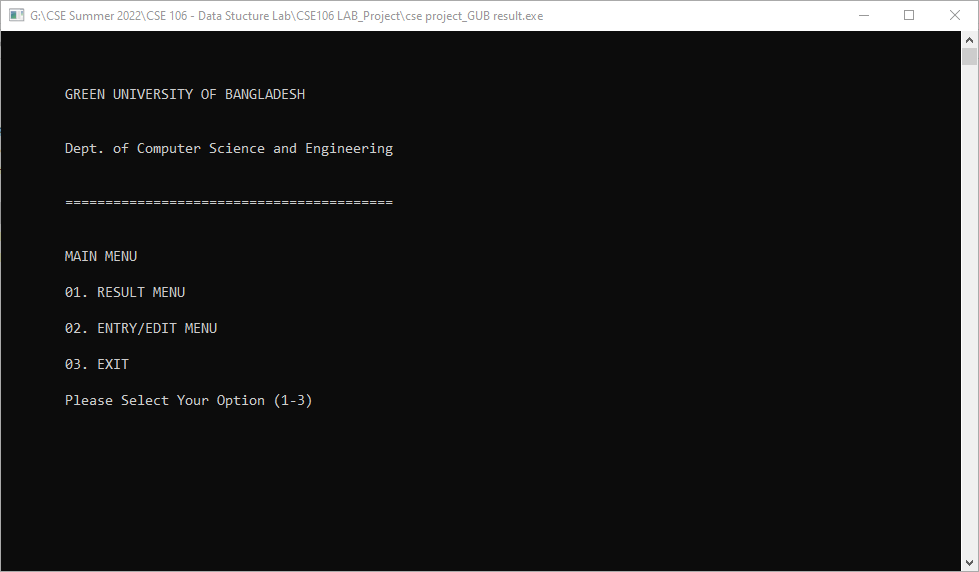 G:\CSE Summer 2022\CSE 106 - Data Stucture Lab\CSE106 LAB_Project\cse project_GUB result.exe
GREEN UNIVERSITY OF BANGLADESH
Dept. of Computer Science and Engineering
=========================================
MAIN MENU
01. RESULT MENU
02. ENTRY/EDIT MENU
03. EXIT
Please Select Your Option (1-3)